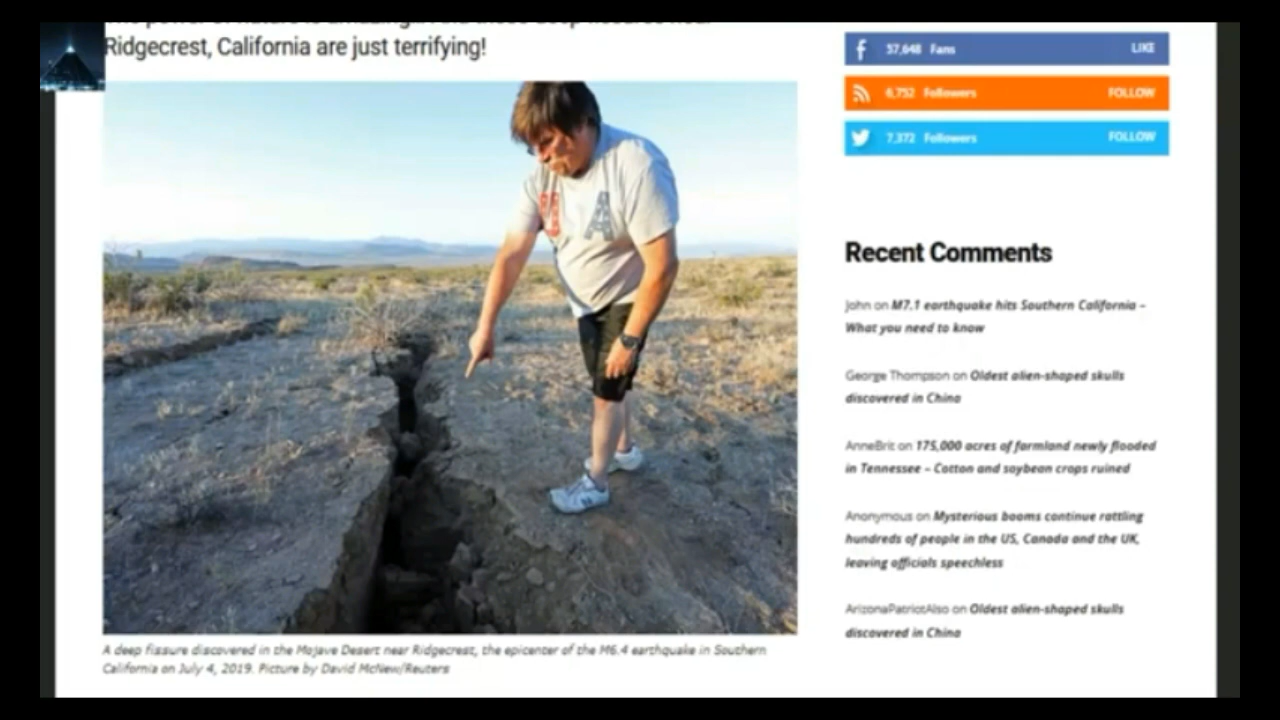 Ridgecrest, California are just terrifying!
U A
A deep fissure discovered in the Mojave Desert near Ridgecrest, the epicenter of the M6.4 earthquake in Southern
California on July 4, 2019. Picture by David McNew/Reuters
37,648 Fans LIKE
6,752 Followers FOLLOW
7,372 Followers FOLLOW
Recent Comments
John on M7.1 earthquake hits Southern California –
What you need to know
George Thompson on Oldest alien-shaped skulls
discovered in China
AnneBrit on 175,000 acres of farmland newly flooded
in Tennessee – Cotton and soybean crops ruined
Anonymous on Mysterious booms continue rattling
hundreds of people in the US, Canada and the UK,
leaving officials speechless
ArizonaPatriotAlso on Oldest alien-shaped skulls
discovered in China